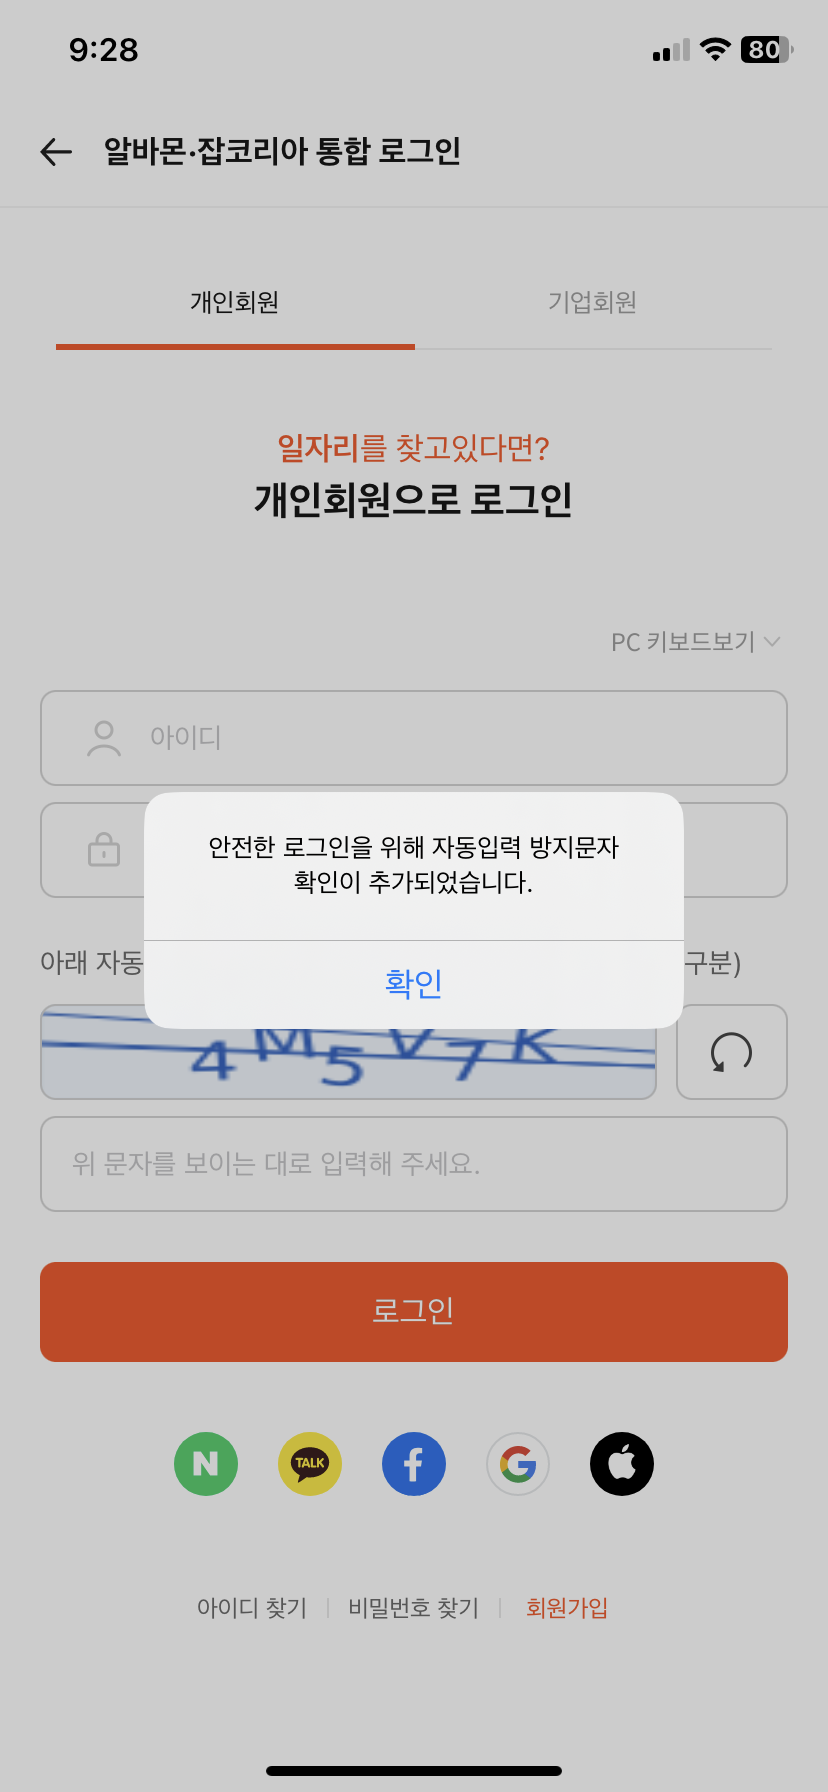 9:28
80
알바몬·잡코리아 통합 로그인
개인회원
기업회원
일자리를 찾고있다면?
개인회원으로 로그인
PC 키보드보기
아이디
안전한 로그인을 위해 자동입력 방지문자
확인이 추가되었습니다.
아래 자동
구분)
확인
4M5V7K
위 문자를 보이는 대로 입력해 주세요.
로그인
N
TALK
f
G
아이디 찾기
비밀번호 찾기
회원가입